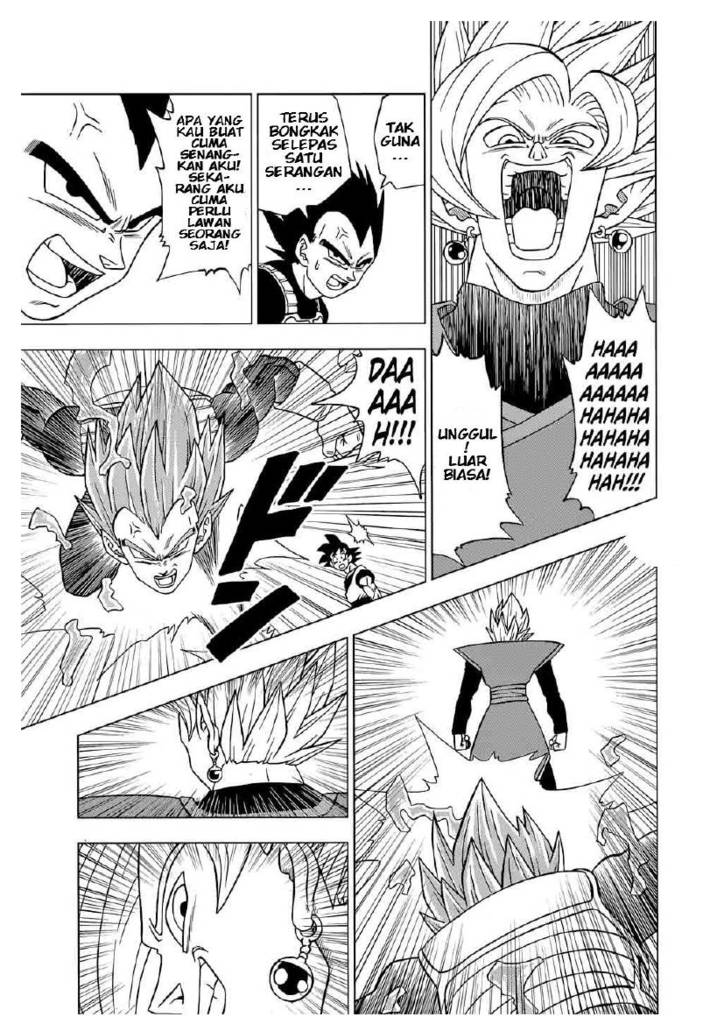 HAAA
AAAAA
AAAAAA
HAHAHA
HAHAHA
HAHAHA
HAH!!!
UNGGUL
!
LUAR
BIASA!
TAK
GUNA
...
TERUS
BONGKAK
SELEPAS
SATU
SERANGAN
...
APA YANG
KAU BUAT
CUMA
SENANG-
KAN AKU!
SEKA-
RANG AKU
CUMA
PERLU
LAWAN
SEORANG
SAJA!
DAA
AAA
H!!!
ドン